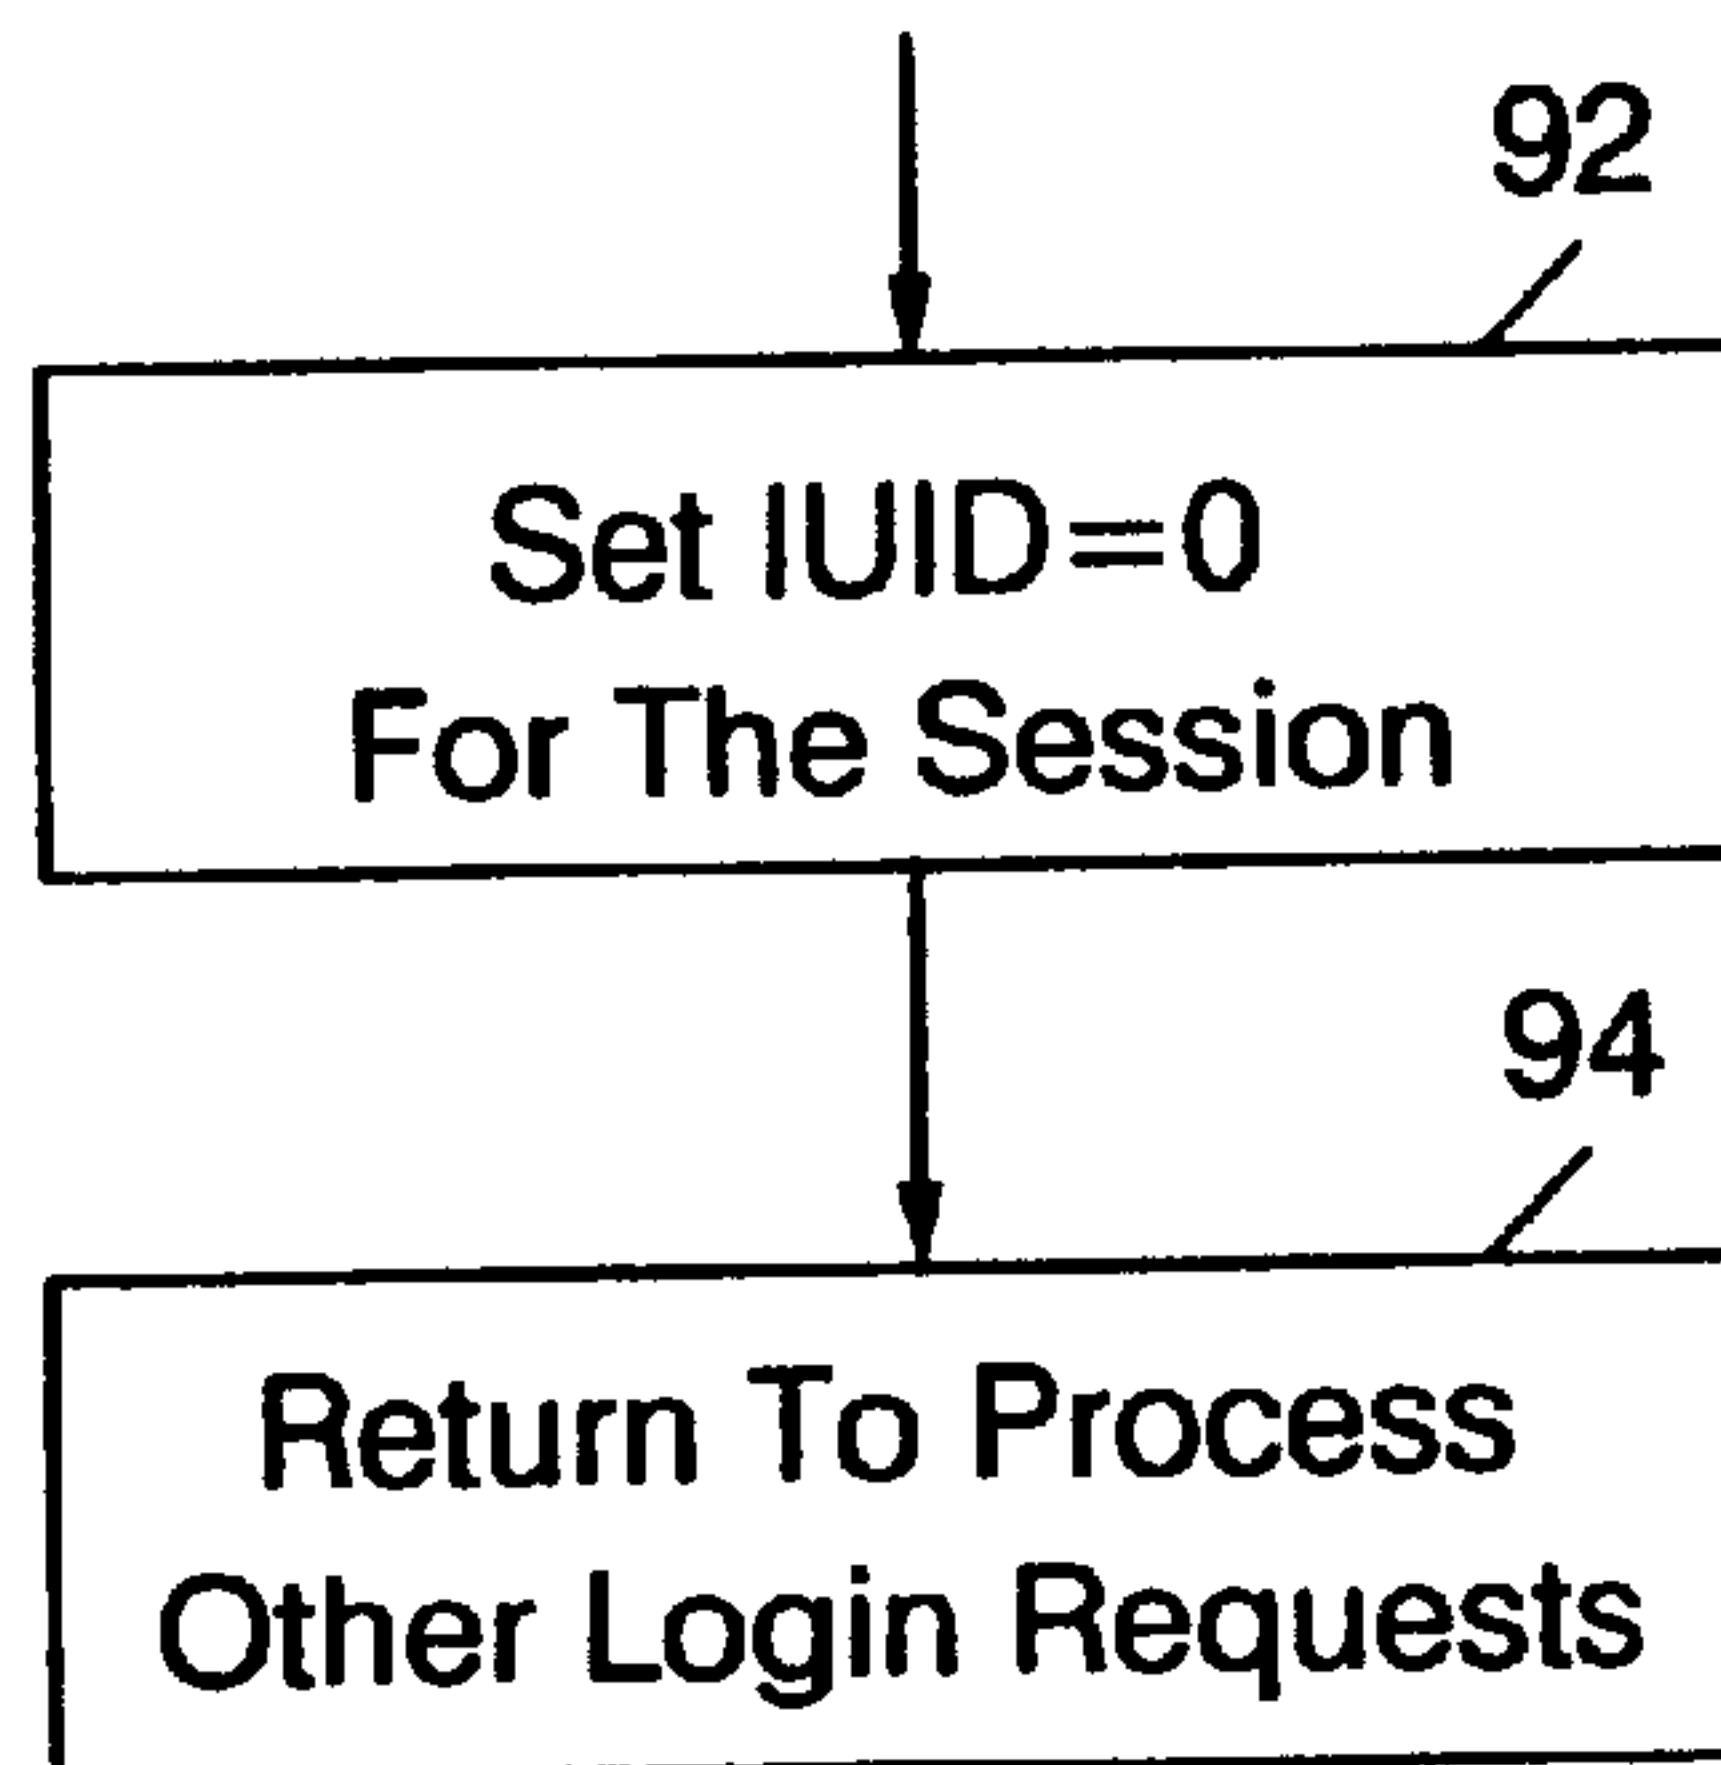 92
Set IUID=0
For The Session
94
Return To Process
Other Login Requests